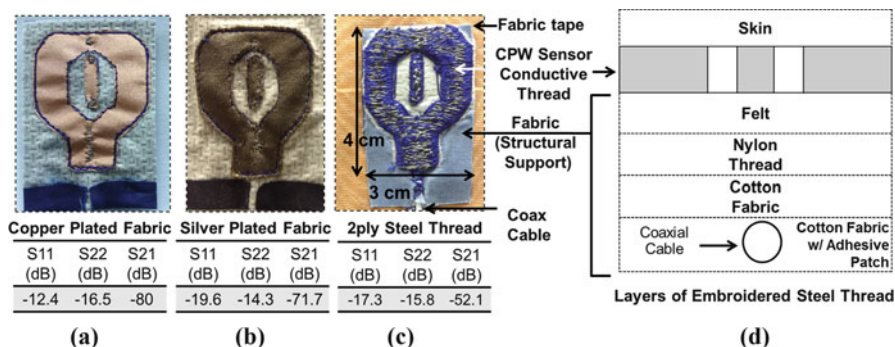 Fabric tape
CPW Sensor
Conductive
Thread
Fabric
(Structural
Support)
Coax
Cable
4 cm
3 cm
Copper Plated Fabric
S11 S22 S21
(dB) (dB) (dB)
-12.4 -16.5 -80
(a)
Silver Plated Fabric
S11 S22 S21
(dB) (dB) (dB)
-19.6 -14.3 -71.7
(b)
2ply Steel Thread
S11 S22 S21
(dB) (dB) (dB)
-17.3 -15.8 -52.1
(c)
Skin
Felt
Nylon
Thread
Cotton
Fabric
Coaxial
Cable
Cotton Fabric
w/ Adhesive
Patch
Layers of Embroidered Steel Thread
(d)